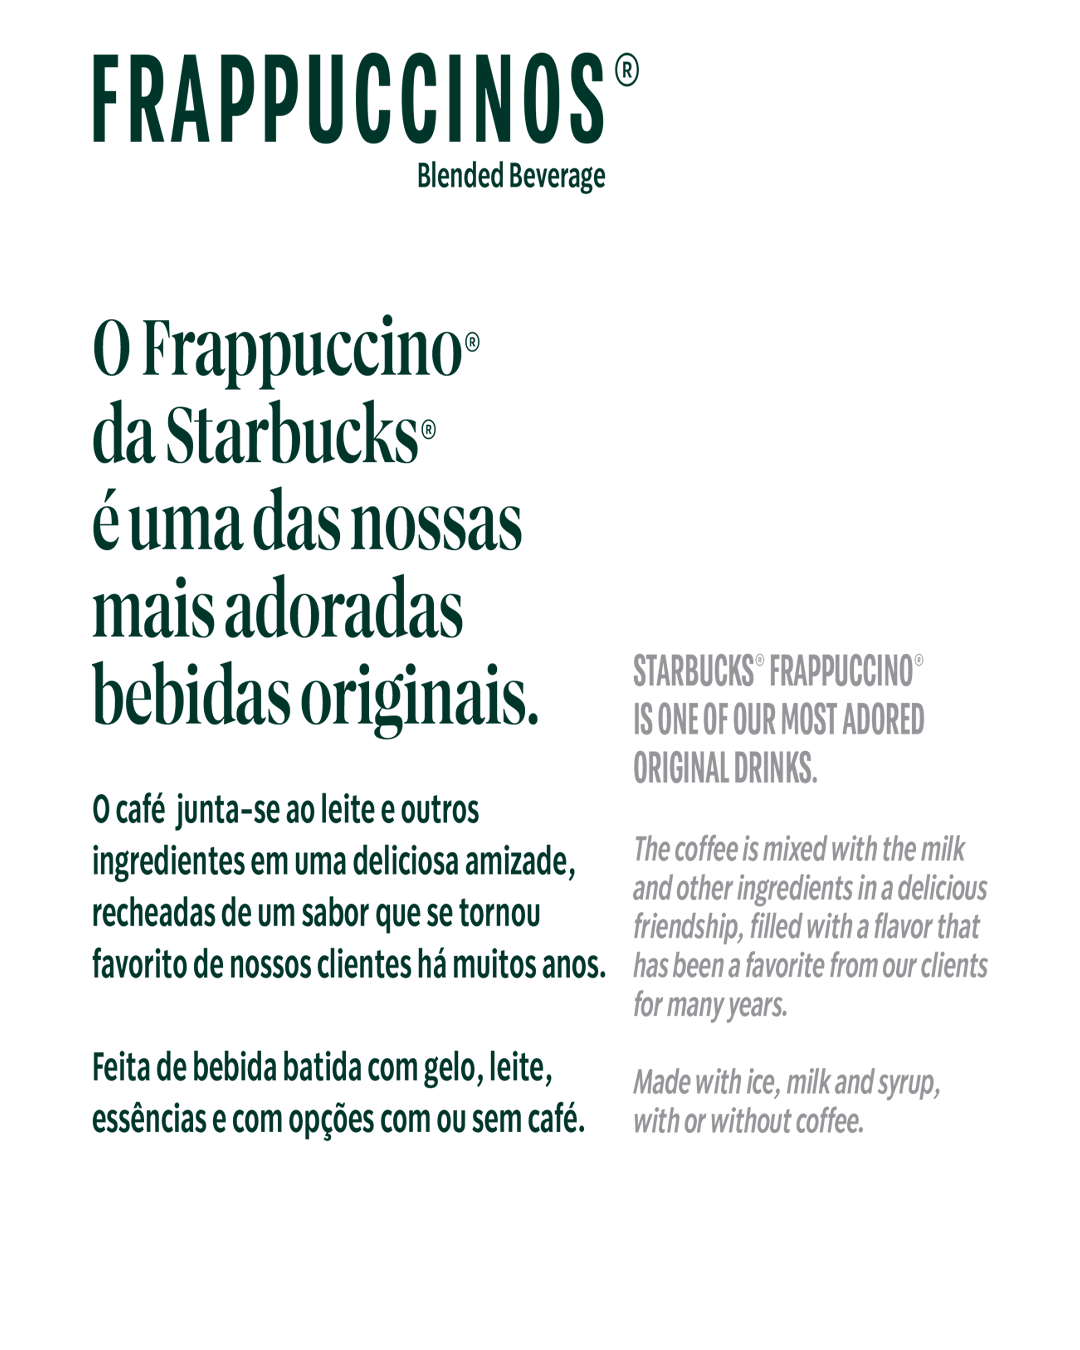 FRAPPUCCINOS®
Blended Beverage
O Frappuccino®
da Starbucks®
é uma das nossas
mais adoradas
bebidas originais.
O café  junta-se ao leite e outros
ingredientes em uma deliciosa amizade,
recheadas de um sabor que se tornou
favorito de nossos clientes há muitos anos.
Feita de bebida batida com gelo, leite,
essências e com opções com ou sem café.
STARBUCKS® FRAPPUCCINO®
IS ONE OF OUR MOST ADORED
ORIGINAL DRINKS.
The coffee is mixed with the milk
and other ingredients in a delicious
friendship, filled with a flavor that
has been a favorite from our clients
for many years.
Made with ice, milk and syrup,
with or without coffee.